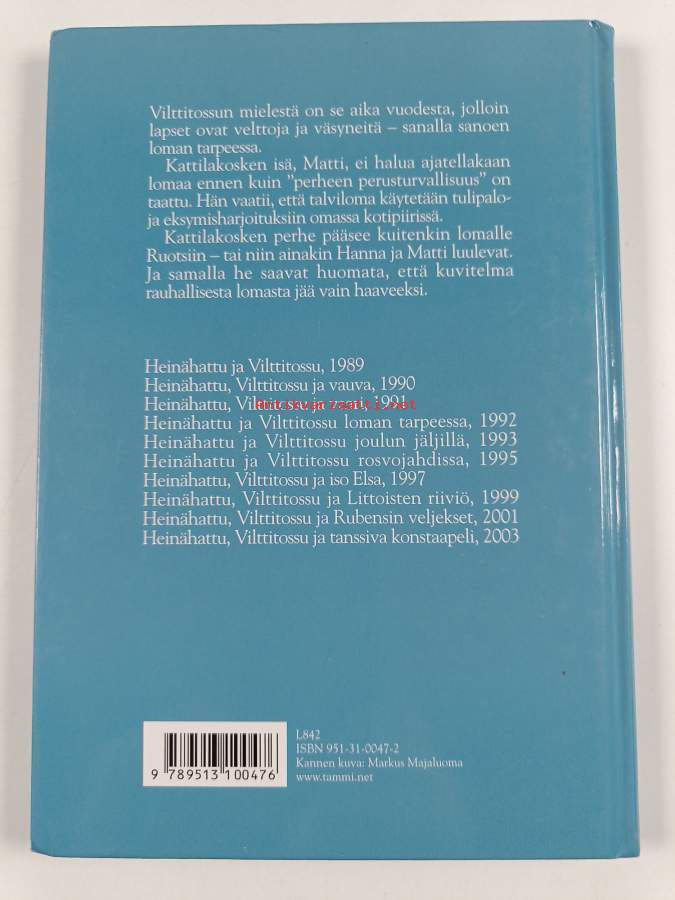 Vilttitossun mielestä on se aika vuodesta, jolloin
lapset ovat velttoja ja väsyneitä – sanalla sanoen
loman tarpeessa.
Kattilakosken isä, Matti, ei halua ajatellakaan
lomaa ennen kuin ”perheen perusturvallisuus” on
taattu. Hän vaatii, että talviloma käytetään tulipalo-
ja eksymisharjoituksiin omassa kotipiirissä.
Kattilakosken perhe pääsee kuitenkin lomalle
Ruotsiin – tai niin ainakin Hanna ja Matti luulevat.
Ja samalla he saavat huomata, että kuvitelma
rauhallisesta lomasta jää vain haaveeksi.
Heinähattu ja Vilttitossu, 1989
Heinähattu, Vilttitossu ja vauva, 1990
Heinähattu, Vilttitossu ja 1991
Antikvariaatti.net
Heinähattu ja Vilttitossu loman tarpeessa, 1992
Heinähattu ja Vilttitossu joulun jäljillä, 1993
Heinähattu ja Vilttitossu rosvojahdissa, 1995
Heinähattu, Vilttitossu ja iso Elsa, 1997
Heinähattu, Vilttitossu ja Littoisten riiviö, 1999
Heinähattu, Vilttitossu ja Rubensin veljekset, 2001
Heinähattu, Vilttitossu ja tanssiva konstaapeli, 2003
L842
ISBN 951-31-0047-2
Kannen kuva: Markus Majaluoma
www.tammi.net
9 789513 100476